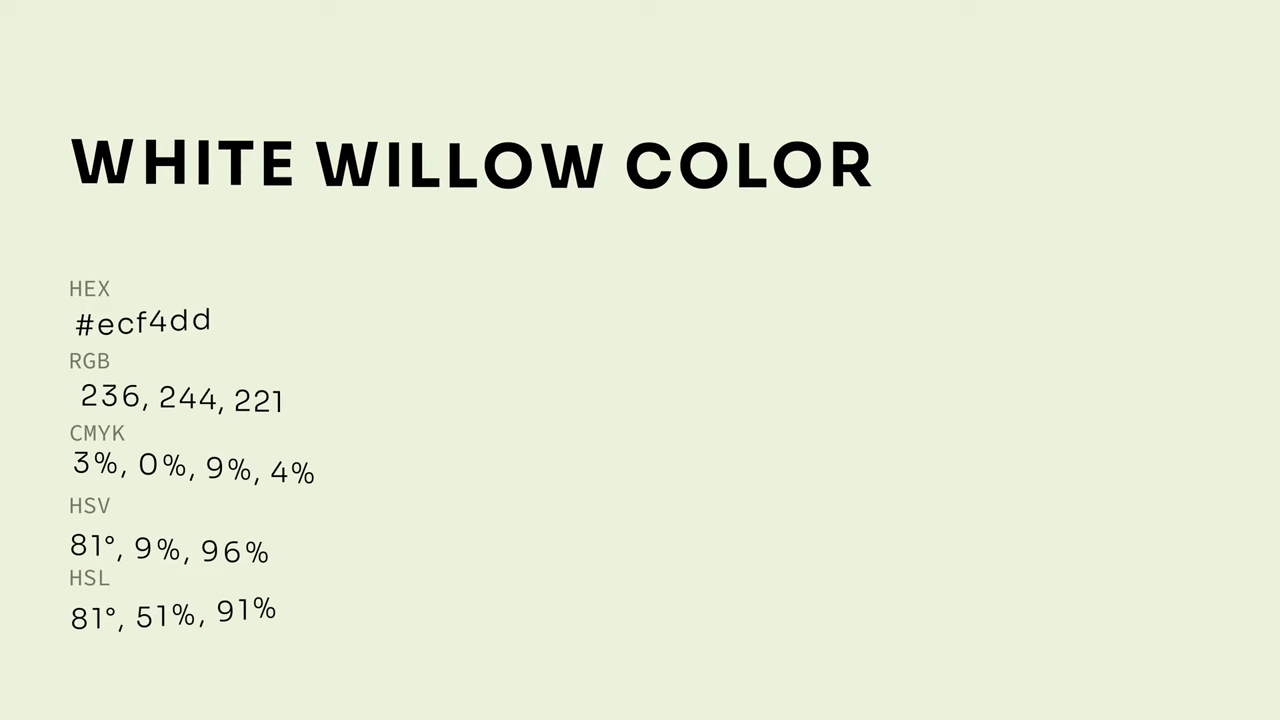 WHITE WILLOW COLOR
HEX
#ecf4dd
RGB
236, 244, 221
CMYK
3%, 0%, 9%, 4%
HSV
81°, 9%, 96%
HSL
81°, 51%, 91%